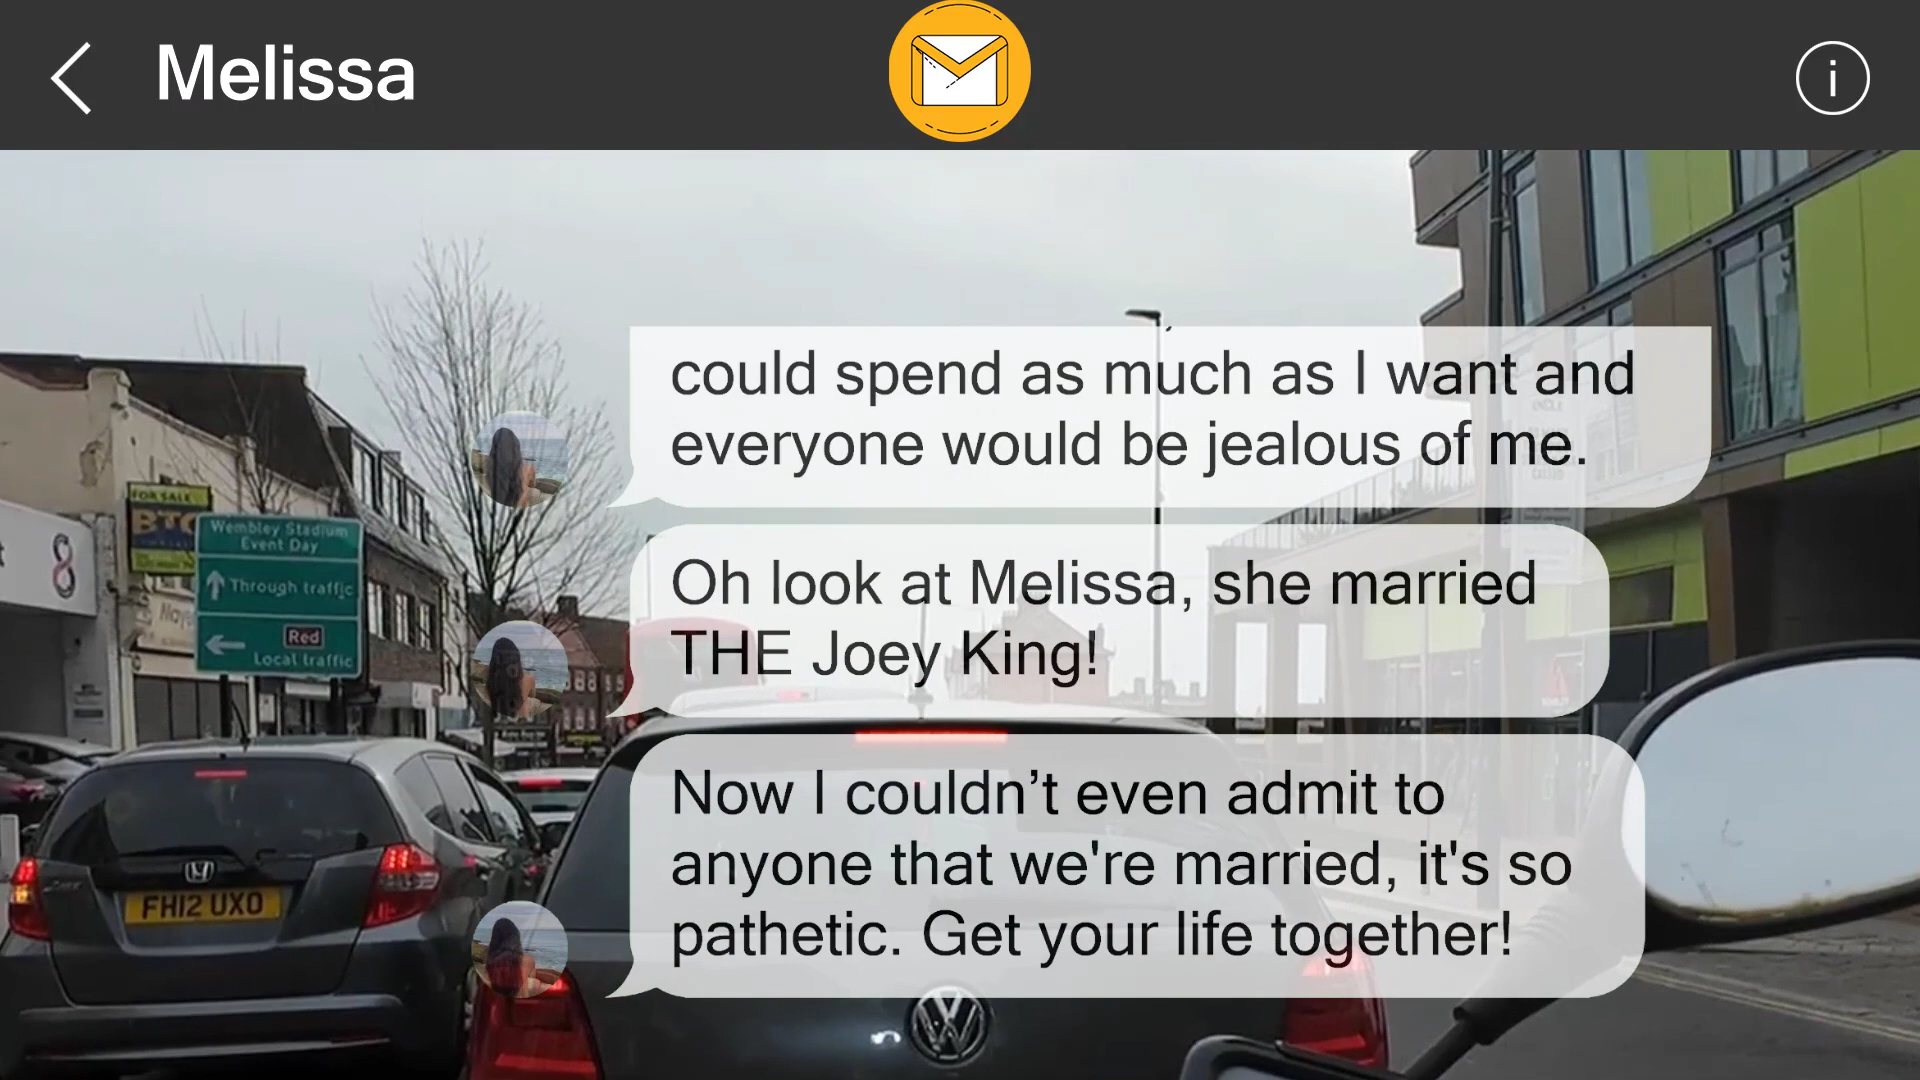 Melissa
could spend as much as I want and
everyone would be jealous of me.
Oh look at Melissa, she married
THE Joey King!
Now I couldn’t even admit to
anyone that we're married, it's so
pathetic. Get your life together!
FOR SALE
Wembley Stadium
Event Day
Through traffic
Red
Local traffic
8
FH12 UXO